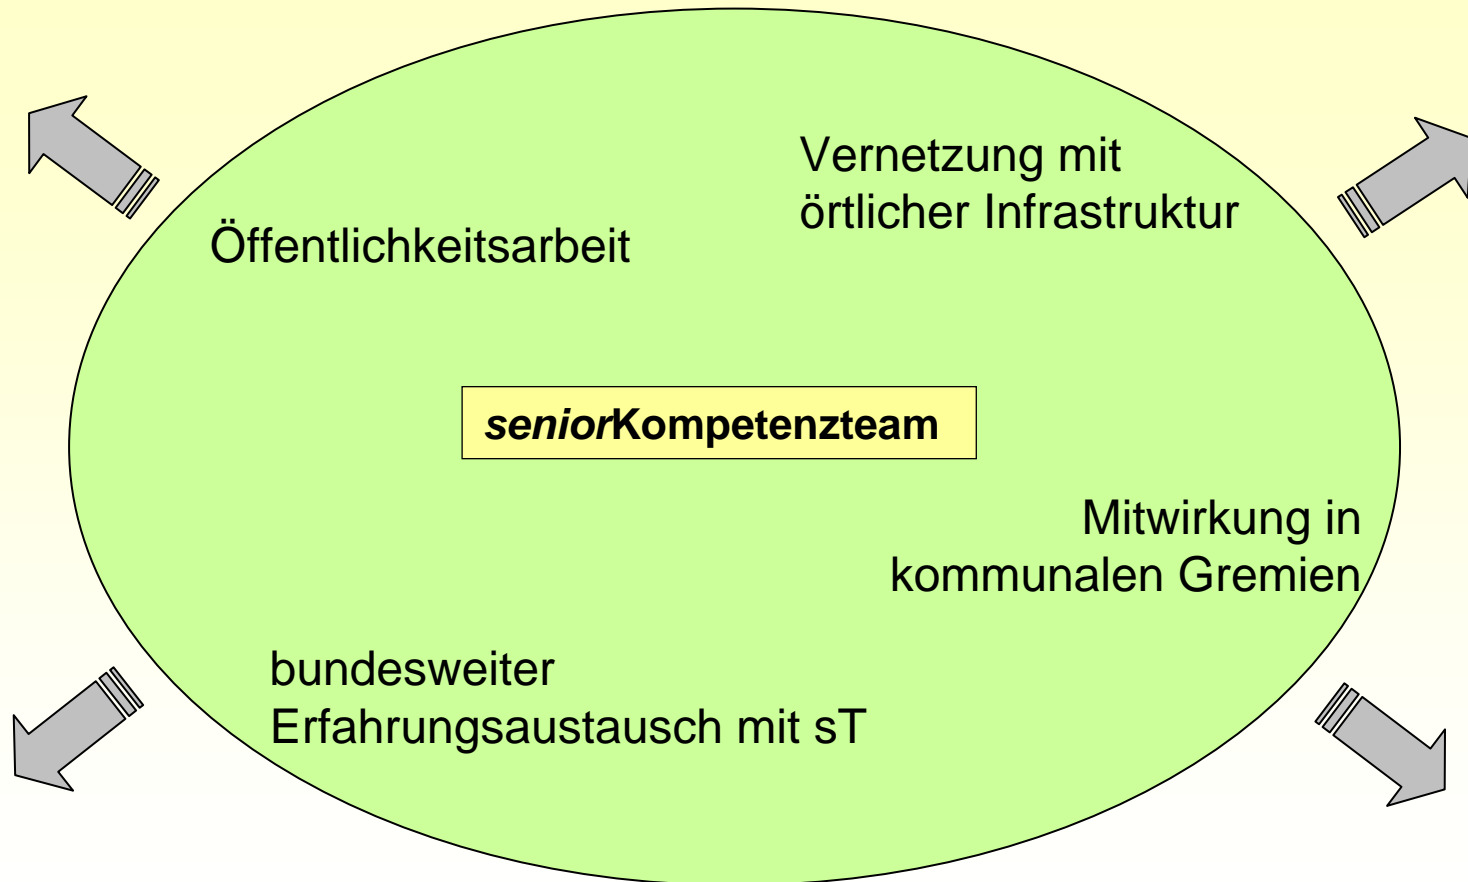 Öffentlichkeitsarbeit
Vernetzung mit
örtlicher Infrastruktur
seniorKompetenzteam
Mitwirkung in
kommunalen Gremien
bundesweiter
Erfahrungsaustausch mit sT